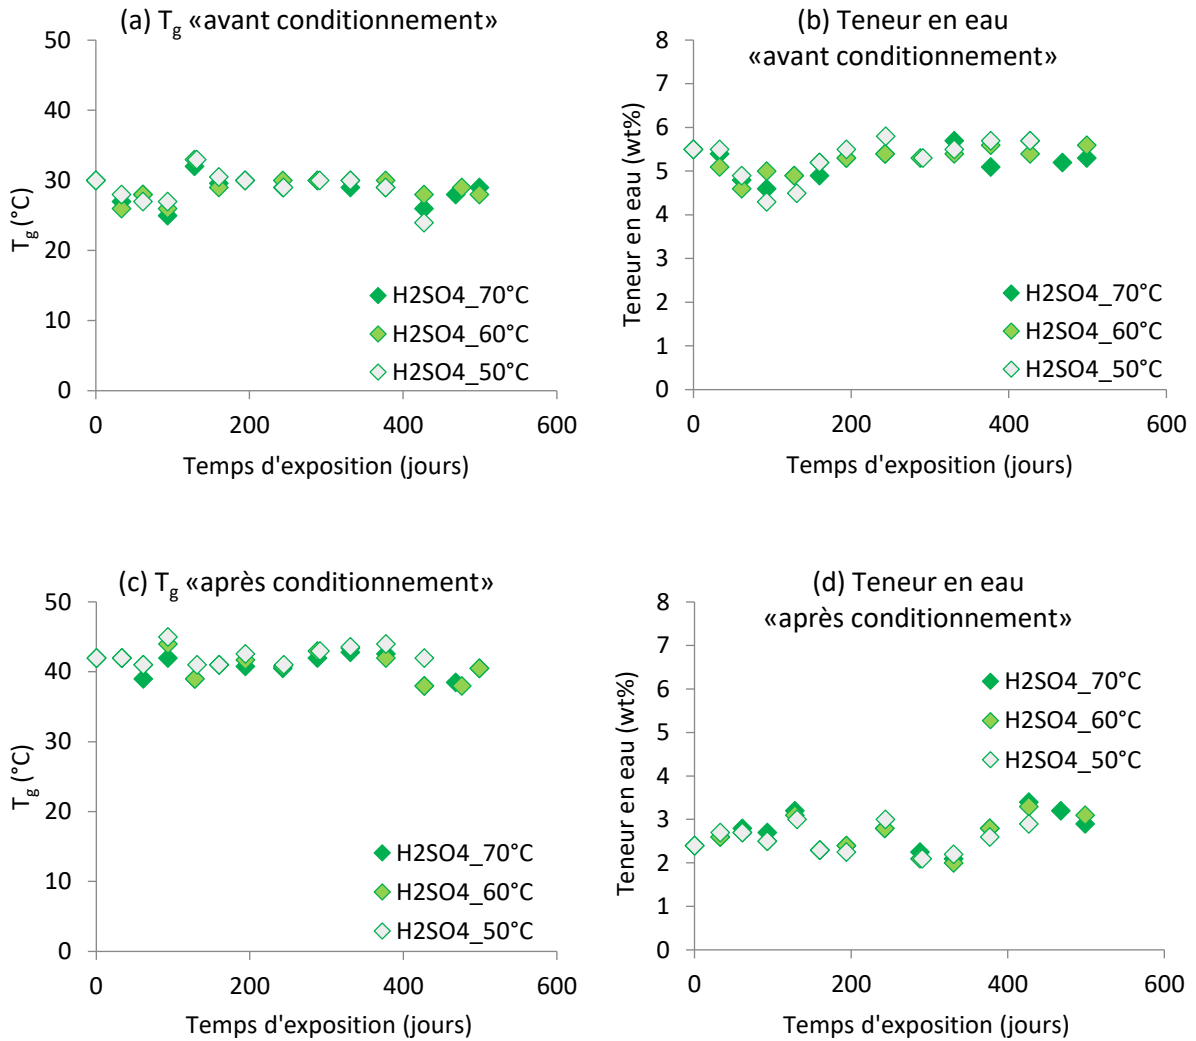 (a) Tg «avant conditionnement»
50
40
30
20
10
0
Tg (°C)
H2SO4_70°C
H2SO4_60°C
H2SO4_50°C
0
200
400
600
Temps d'exposition (jours)
(b) Teneur en eau
«avant conditionnement»
8
7
6
5
4
3
2
1
0
Teneur en eau (wt%)
H2SO4_70°C
H2SO4_60°C
H2SO4_50°C
0
200
400
600
Temps d'exposition (jours)
(c) Tg «après conditionnement»
50
40
30
20
10
0
Tg (°C)
H2SO4_70°C
H2SO4_60°C
H2SO4_50°C
0
200
400
600
Temps d'exposition (jours)
(d) Teneur en eau
«après conditionnement»
8
7
6
5
4
3
2
1
0
Teneur en eau (wt%)
H2SO4_70°C
H2SO4_60°C
H2SO4_50°C
0
200
400
600
Temps d'exposition (jours)